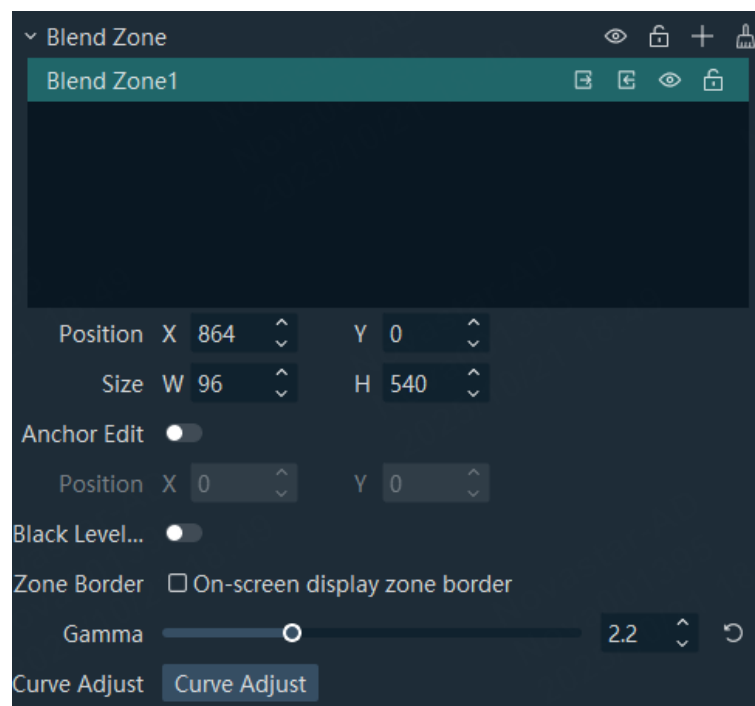 Blend Zone
Blend Zone1
Position X 864 Y 0
Size W 96 H 540
Anchor Edit
Position X 0 Y 0
Black Level...
Zone Border On-screen display zone border
Gamma 2.2
Curve Adjust Curve Adjust